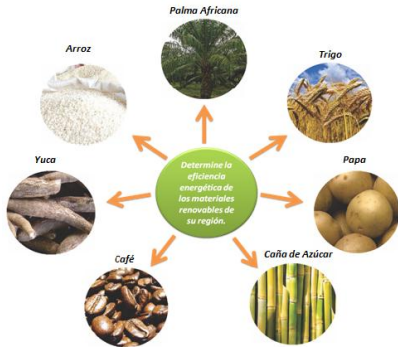 Palma Africana
Arroz
Trigo
Determine la
eficiencia
energética de
los materiales
renovables de
su región.
Yuca
Papa
Café
Caña de Azúcar